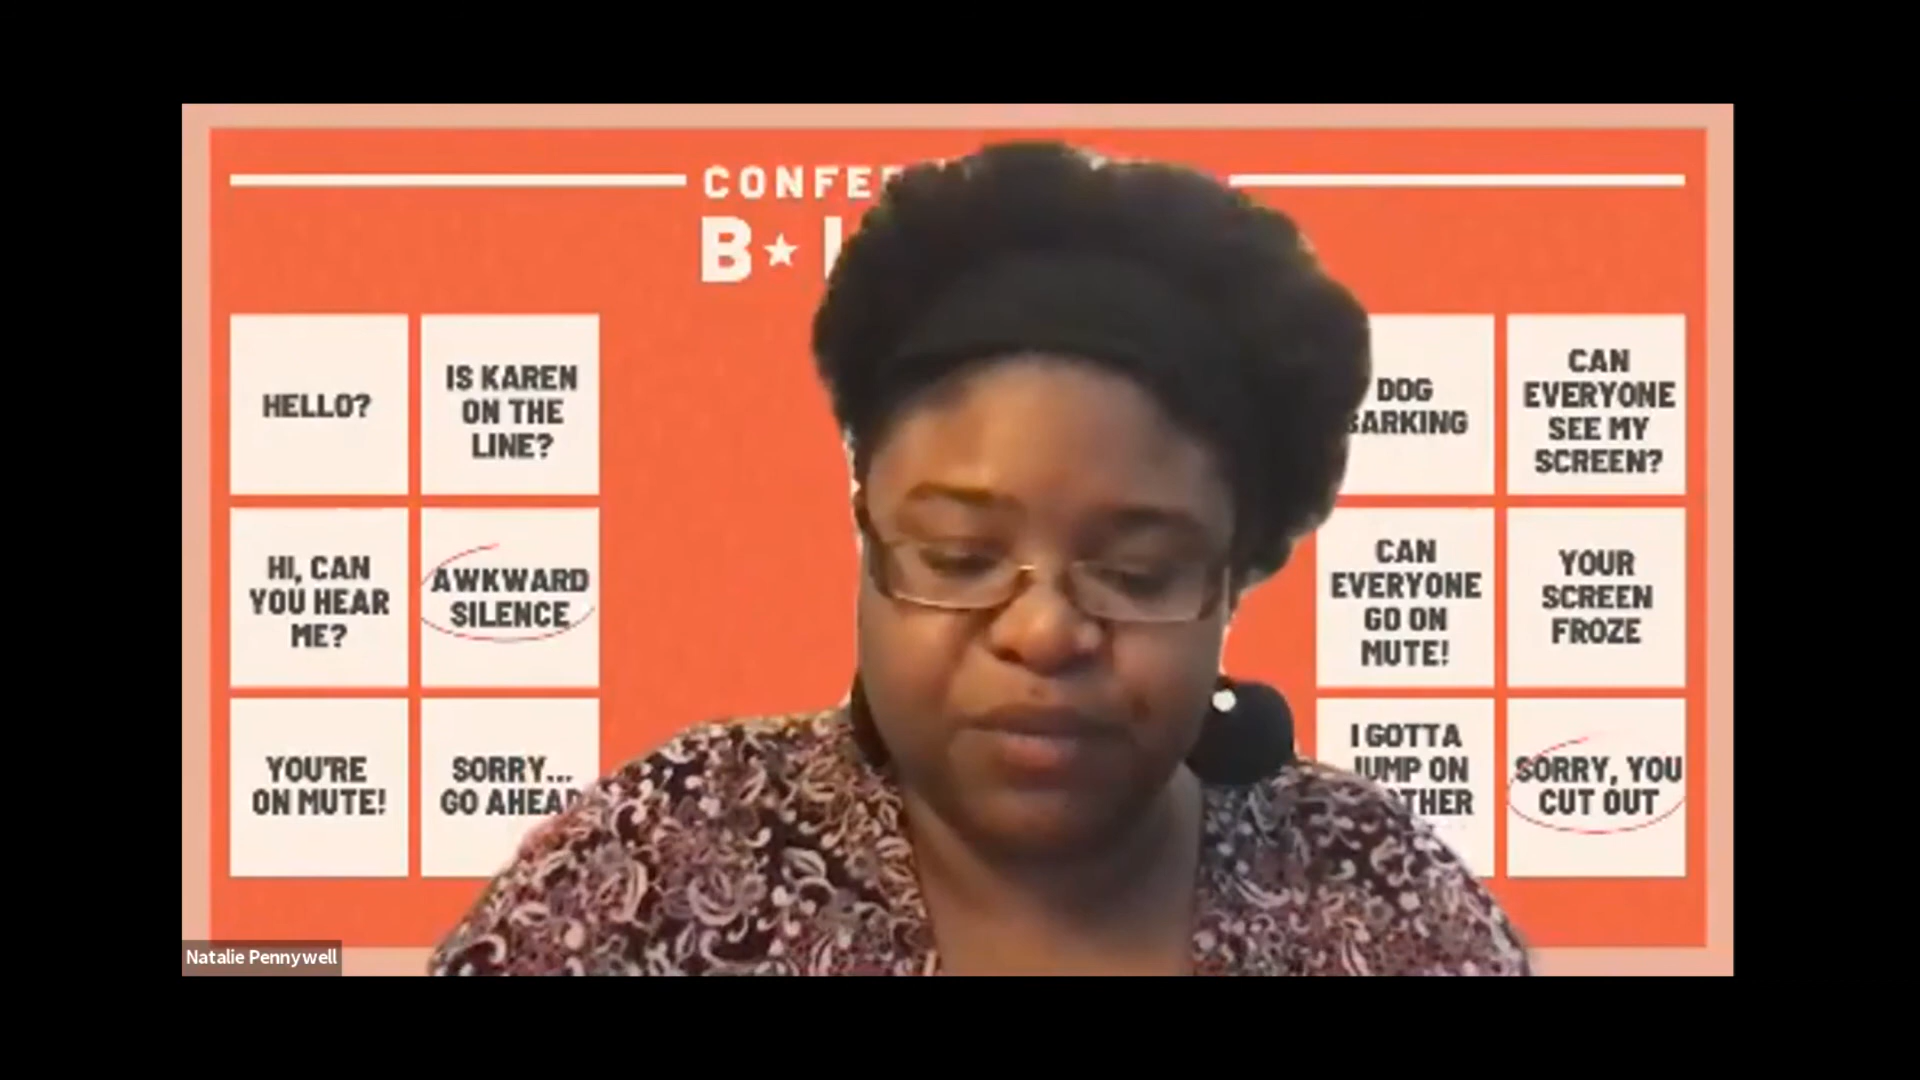 CONFE
B★
HELLO?
IS KAREN
ON THE
LINE?
DOG
BARKING
CAN
EVERYONE
SEE MY
SCREEN?
HI, CAN
YOU HEAR
ME?
AWKWARD
SILENCE
CAN
EVERYONE
GO ON
MUTE!
YOUR
SCREEN
FROZE
YOU'RE
ON MUTE!
SORRY...
GO AHEAD
I GOTTA
JUMP ON
THER
SORRY, YOU
CUT OUT
Natalie Pennywell